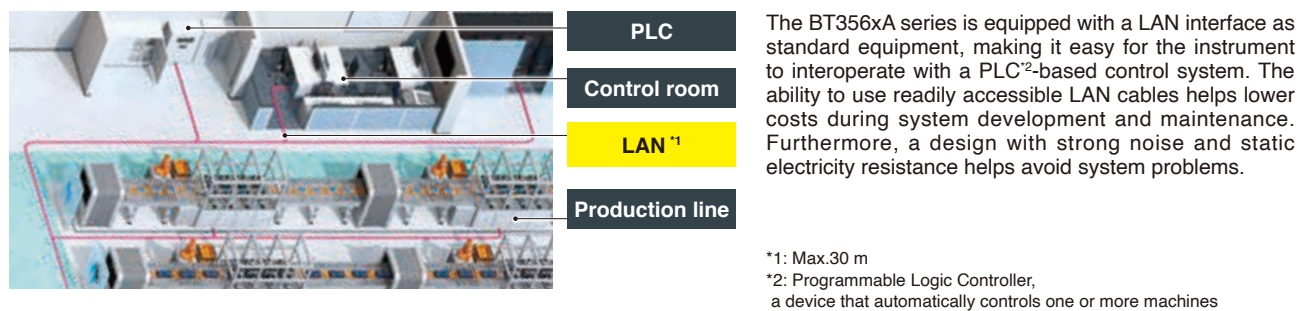 PLC
Control room
LAN *1
Production line
The BT356xA series is equipped with a LAN interface as
standard equipment, making it easy for the instrument
to interoperate with a PLC*2-based control system. The
ability to use readily accessible LAN cables helps lower
costs during system development and maintenance.
Furthermore, a design with strong noise and static
electricity resistance helps avoid system problems.
*1: Max.30 m
*2: Programmable Logic Controller,
a device that automatically controls one or more machines